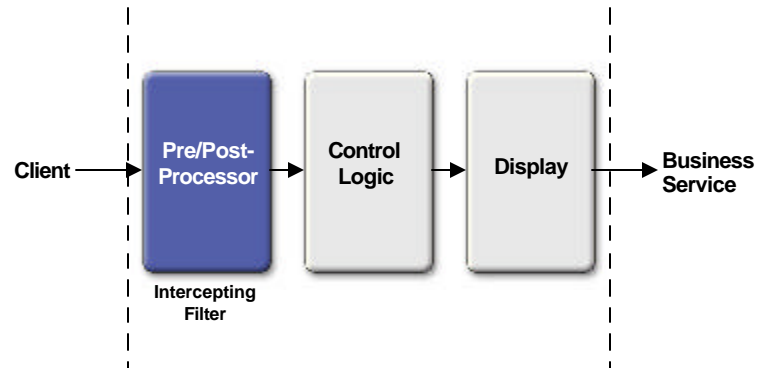 Client
Pre/Post-
Processor
Intercepting
Filter
Control
Logic
Display
Business
Service